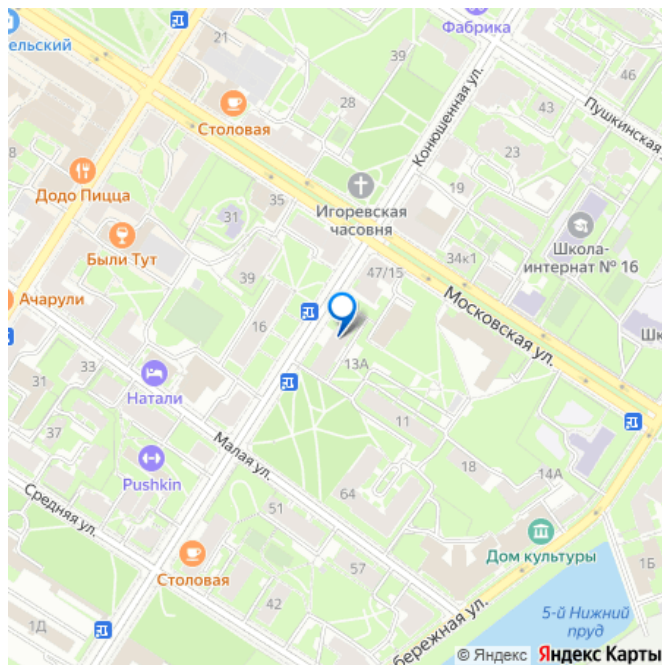 Фабрика
ельский
21
46
39
28
43
Столовая
Пушкинская
Конюшенная ул.
8
23
Додо Пицца
35
19
31
Игоревская
часовня
Школа-
интернат № 16
Были Тут
34к1
39
47/15
Ачарули
Московская ул.
16
Шк
33
13А
31
Натали
11
37
Малая ул.
18
14А
Pushkin
64
Средняя ул.
51
Дом культуры
57
1Б
Столовая
42
5-й Нижний
пруд
1Д
бережная ул.
© Яндекс Яндекс Карты